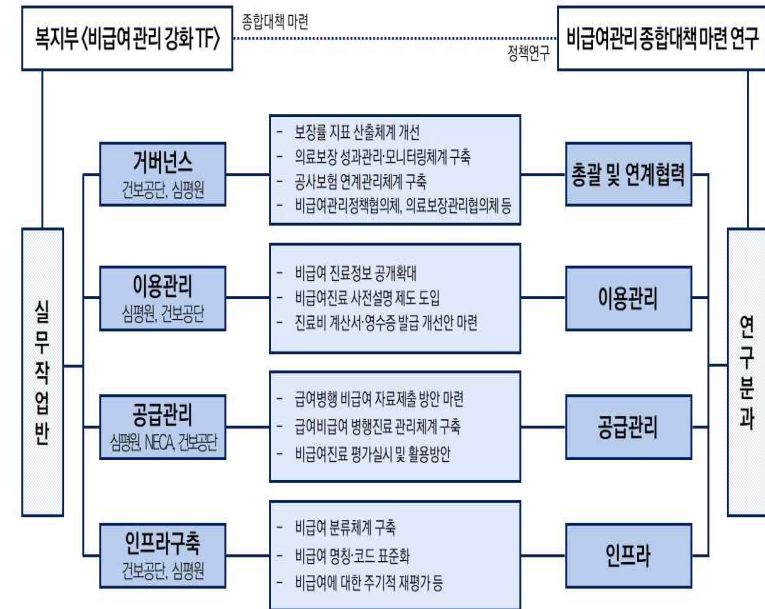 복지부 <비급여 관리 강화 TF>
종합대책 마련
정책연구
비급여관리 종합대책 마련 연구
실무작업반
거버넌스
건보공단, 심평원
- 보장률 지표 산출체계 개선
- 의료보장 성과관리·모니터링체계 구축
- 공사보험 연계관리체계 구축
- 비급여관리정책협의체, 의료보장관리협의체 등
총괄 및 연계협력
이용관리
심평원, 건보공단
- 비급여 진료정보 공개확대
- 비급여진료 사전설명 제도 도입
- 진료비 계산서·영수증 발급 개선안 마련
이용관리
공급관리
심평원, NECA, 건보공단
- 급여병행 비급여 자료제출 방안 마련
- 급여비급여 병행진료 관리체계 구축
- 비급여진료 평가실시 및 활용방안
공급관리
인프라구축
건보공단, 심평원
- 비급여 분류체계 구축
- 비급여 명칭·코드 표준화
- 비급여에 대한 주기적 재평가 등
인프라
연구분과